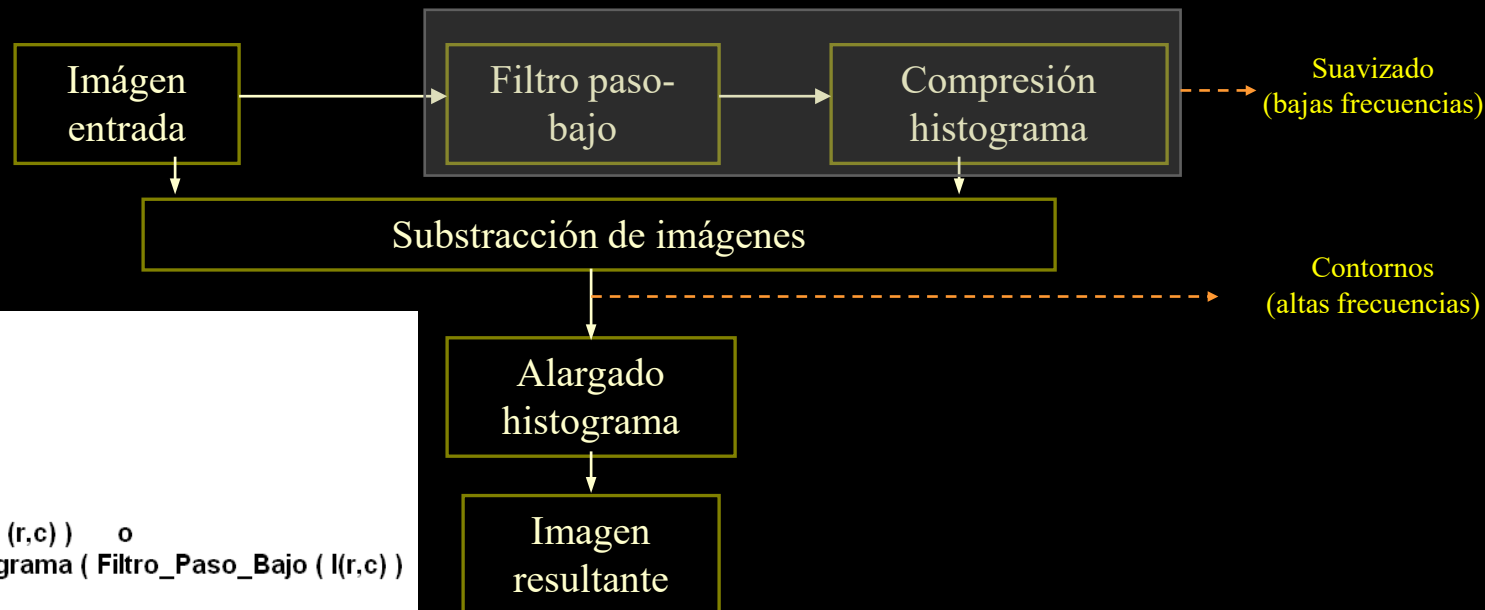 Imágen
entrada
Filtro paso-
bajo
Compresión
histograma
Suavizado
(bajas frecuencias)
Substracción de imágenes
Contornos
(altas frecuencias)
Alargado
histograma
Imagen
resultante
(r,c) ) o
grama ( Filtro_Paso_Bajo ( I(r,c) )